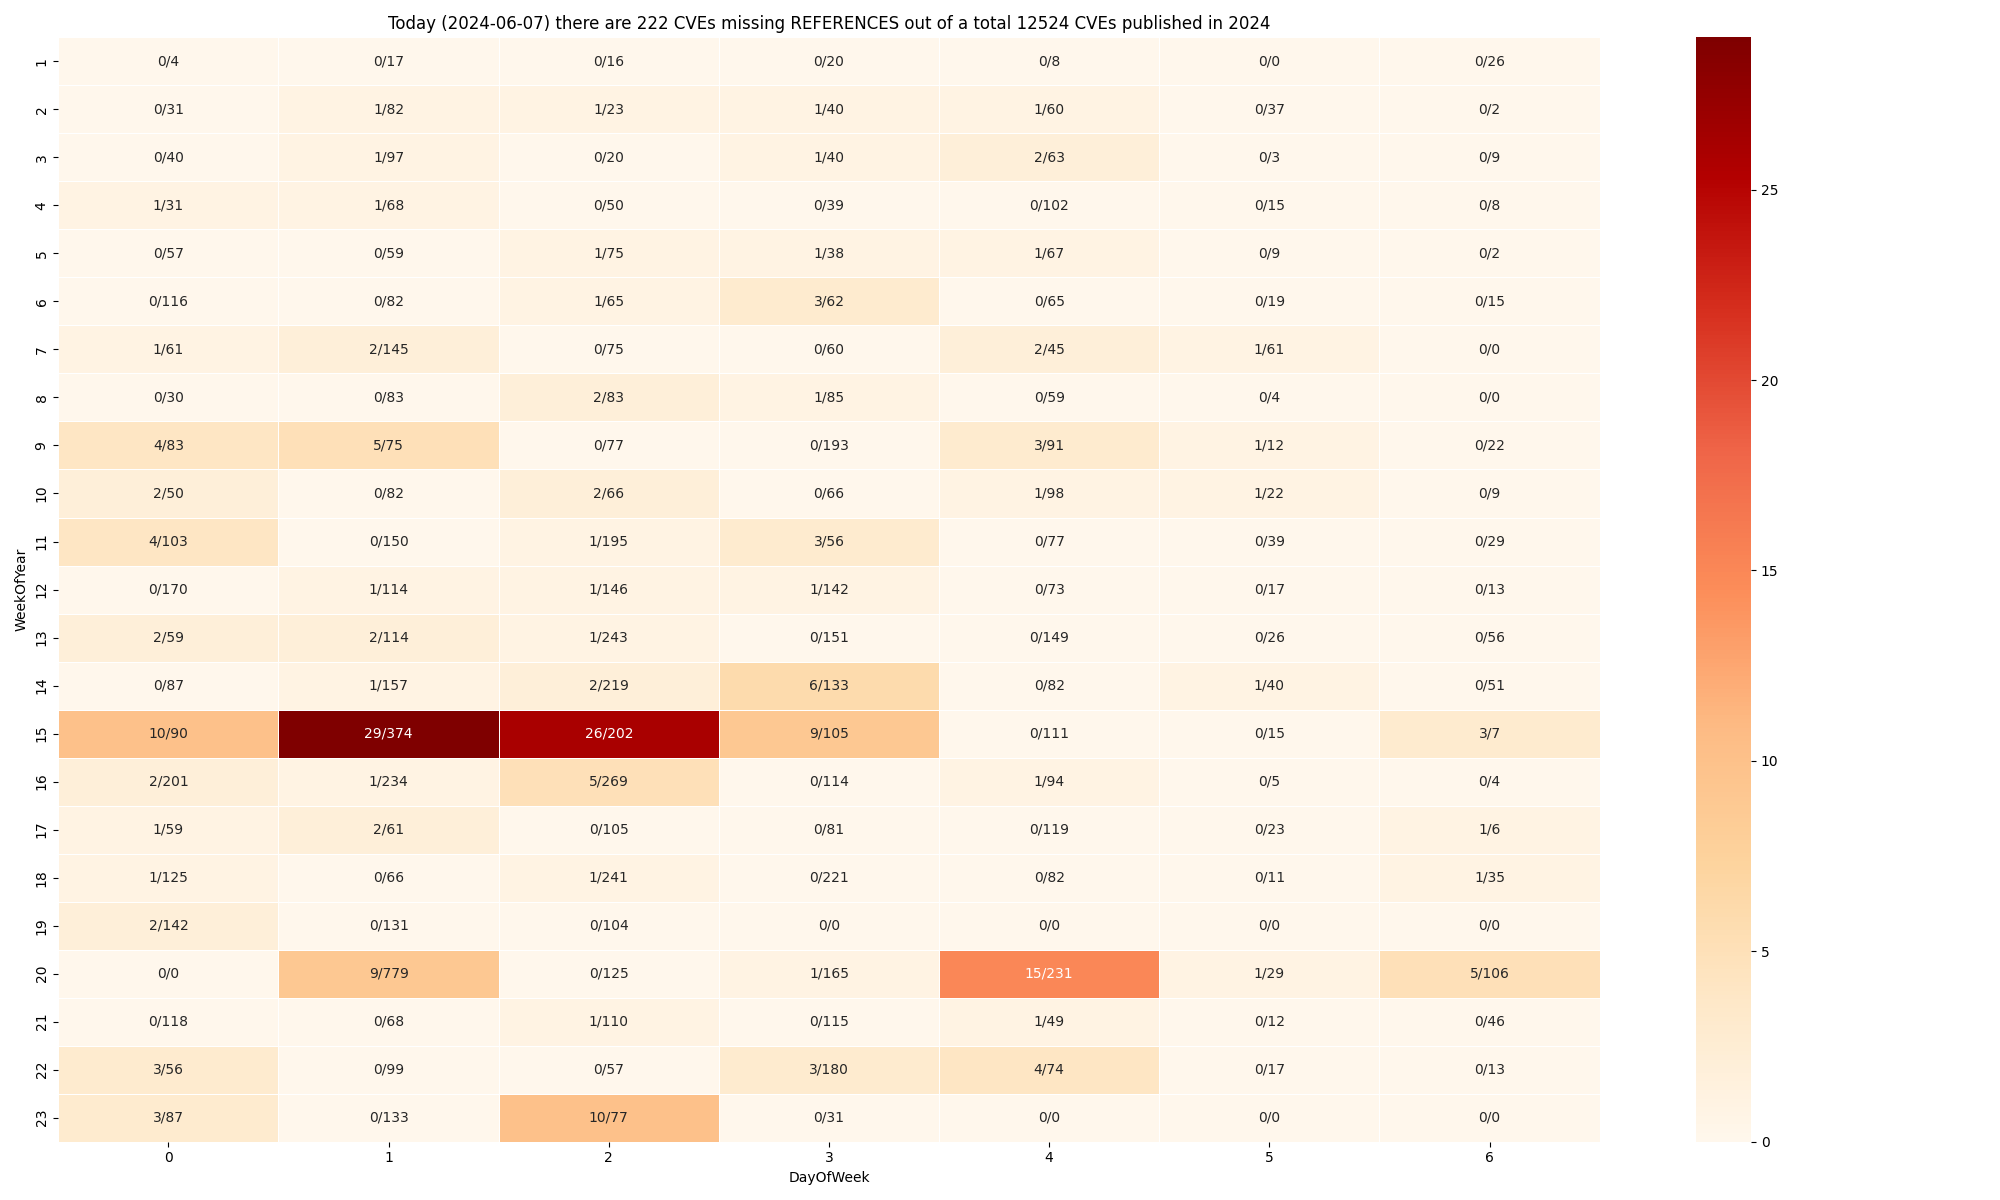 Today (2024-06-07) there are 222 CVEs missing REFERENCES out of a total 12524 CVEs published in 2024
WeekOfYear
1 0/4 0/17 0/16 0/20 0/8 0/0 0/26
2 0/31 1/82 1/23 1/40 1/60 0/37 0/2
3 0/40 1/97 0/20 1/40 2/63 0/3 0/9
4 1/31 1/68 0/50 0/39 0/102 0/15 0/8
5 0/57 0/59 1/75 1/38 1/67 0/9 0/2
6 0/116 0/82 1/65 3/62 0/65 0/19 0/15
7 1/61 2/145 0/75 0/60 2/45 1/61 0/0
8 0/30 0/83 2/83 1/85 0/59 0/4 0/0
9 4/83 5/75 0/77 0/193 3/91 1/12 0/22
10 2/50 0/82 2/66 0/66 1/98 1/22 0/9
11 4/103 0/150 1/195 3/56 0/77 0/39 0/29
12 0/170 1/114 1/146 1/142 0/73 0/17 0/13
13 2/59 2/114 1/243 0/151 0/149 0/26 0/56
14 0/87 1/157 2/219 6/133 0/82 1/40 0/51
15 10/90 29/374 26/202 9/105 0/111 0/15 3/7
16 2/201 1/234 5/269 0/114 1/94 0/5 0/4
17 1/59 2/61 0/105 0/81 0/119 0/23 1/6
18 1/125 0/66 1/241 0/221 0/82 0/11 1/35
19 2/142 0/131 0/104 0/0 0/0 0/0 0/0
20 0/0 9/779 0/125 1/165 15/231 1/29 5/106
21 0/118 0/68 1/110 0/115 1/49 0/12 0/46
22 3/56 0/99 0/57 3/180 4/74 0/17 0/13
23 3/87 0/133 10/77 0/31 0/0 0/0 0/0
0 1 2 3 4 5 6
DayOfWeek
25
20
15
10
5
0